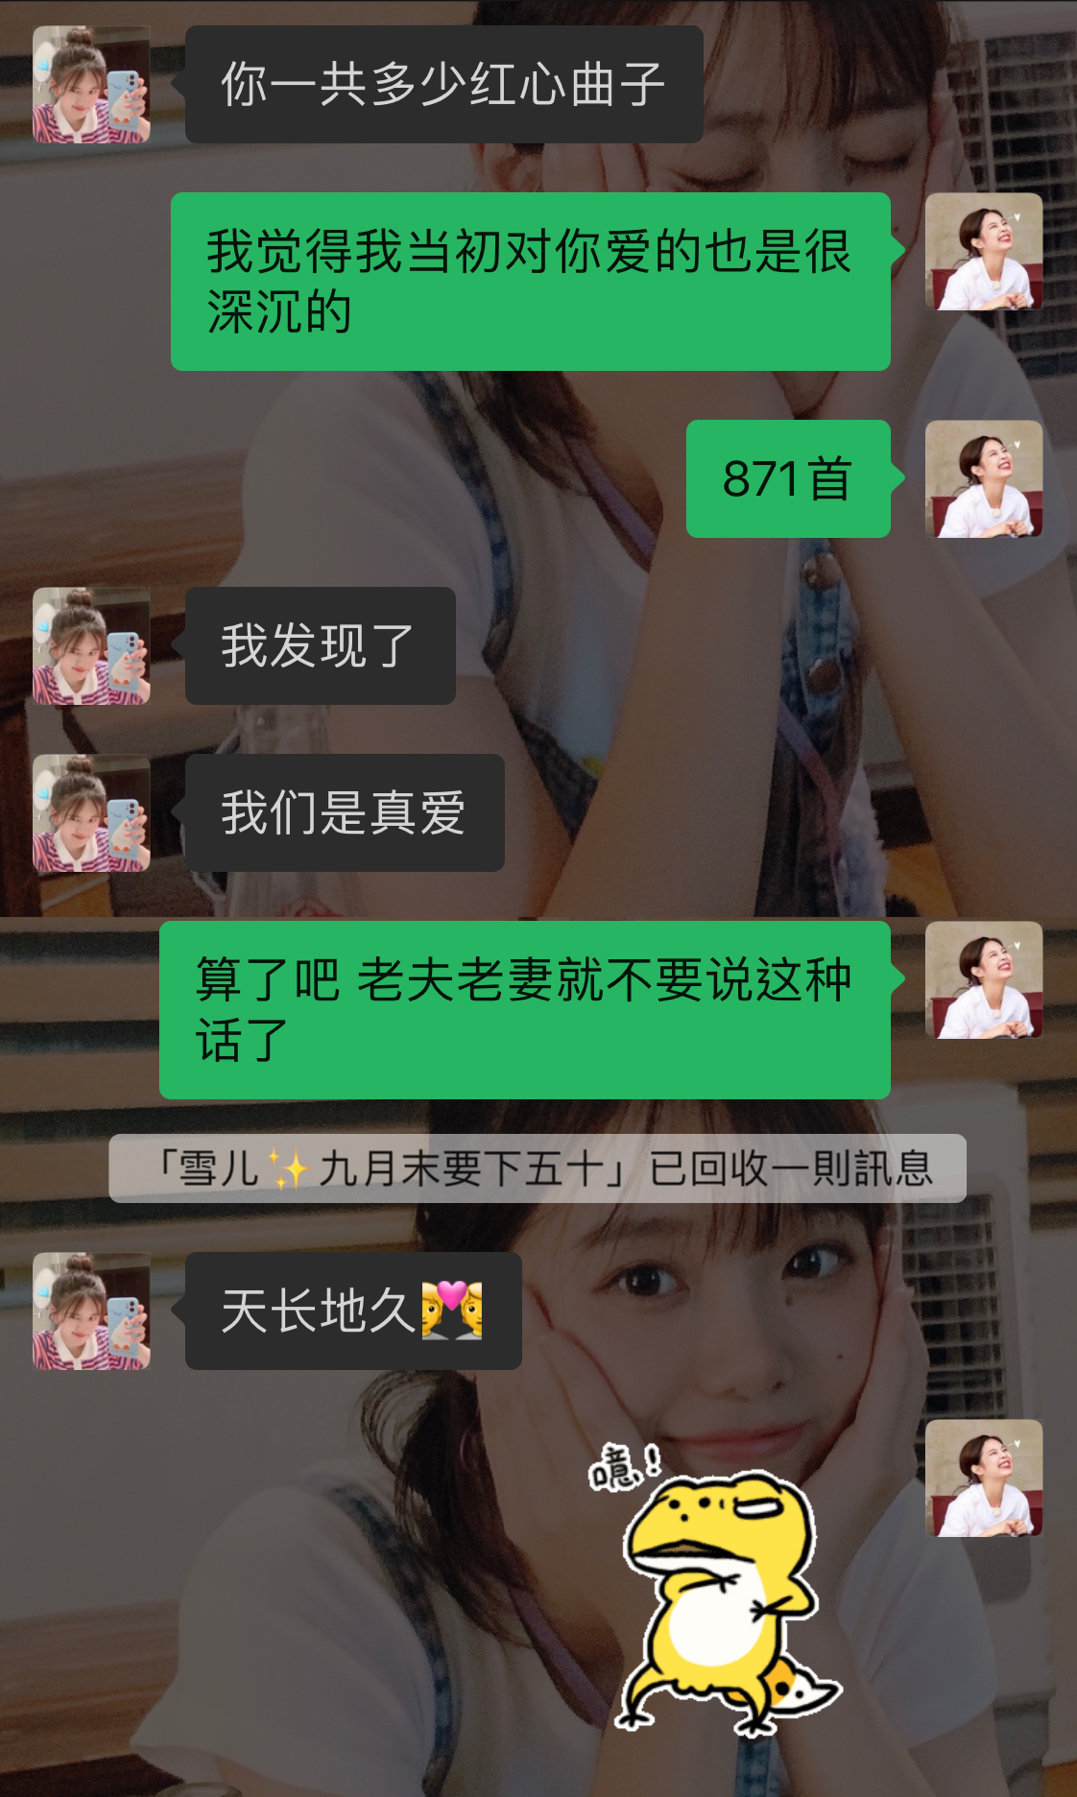 你一共多少红心曲子
我觉得我当初对你爱的也是很
深沉的
871首
我发现了
我们是真爱
算了吧 老夫老妻就不要说这种
话了
「雪儿✨九月末要下五十」已回收一則訊息
天长地久💑
噫！